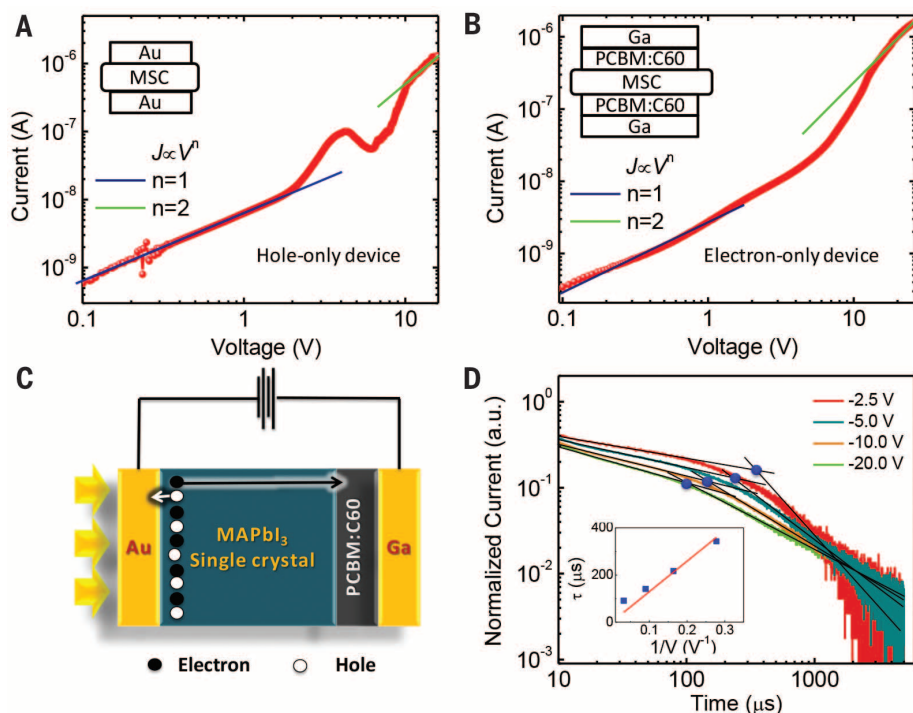 A
Au
MSC
Au
J∝Vⁿ
n=1
n=2
Hole-only device
Current (A)
10⁻⁶
10⁻⁷
10⁻⁸
10⁻⁹
0.1
1
10
Voltage (V)
B
Ga
PCBM:C60
MSC
PCBM:C60
Ga
J∝Vⁿ
n=1
n=2
Electron-only device
Current (A)
10⁻⁶
10⁻⁷
10⁻⁸
10⁻⁹
0.1
1
10
Voltage (V)
C
Au
MAPbI₃
Single crystal
PCBM:C60
Ga
Electron
Hole
D
-2.5 V
-5.0 V
-10.0 V
-20.0 V
Normalized Current (a.u.)
10⁰
10⁻¹
10⁻²
10⁻³
10
100
1000
Time (μs)
τ (μs)
400
200
0
0.0
0.1
0.2
0.3
1/V (V⁻¹)